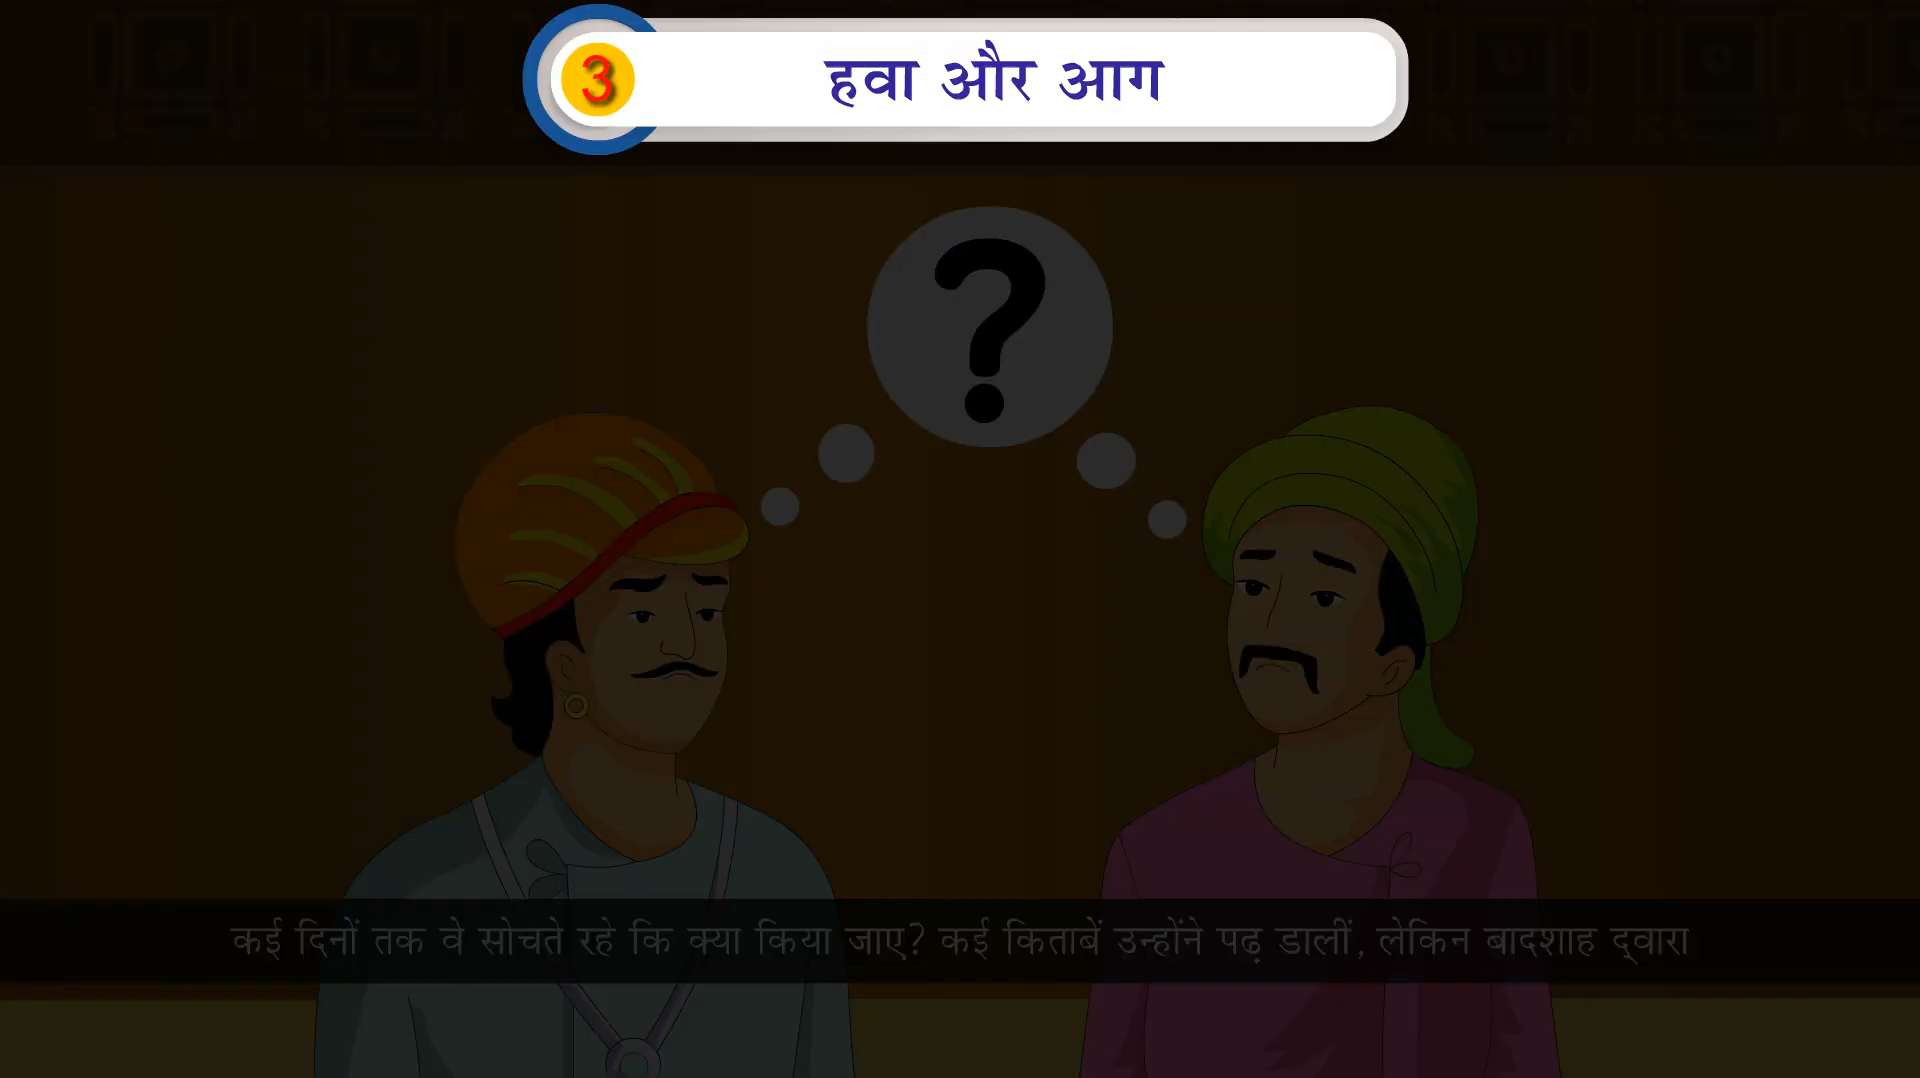 3
हवा और आग
?
कई दिनों तक वे सोचते रहे कि क्या किया जाए? कई किताबें उन्होंने पढ़ डालीं, लेकिन बादशाह द्वारा